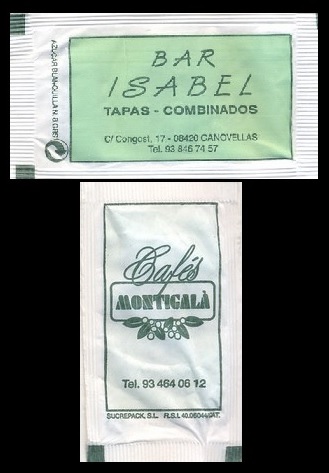 BAR
ISABEL
TAPAS - COMBINADOS
C/ Congost, 17 - 08420 CANOVELLAS
Tel. 93 846 74 57
Cafés
MONTIGALÀ
Tel. 93 464 06 12
SUCREPACK, S.L. R.S.I.